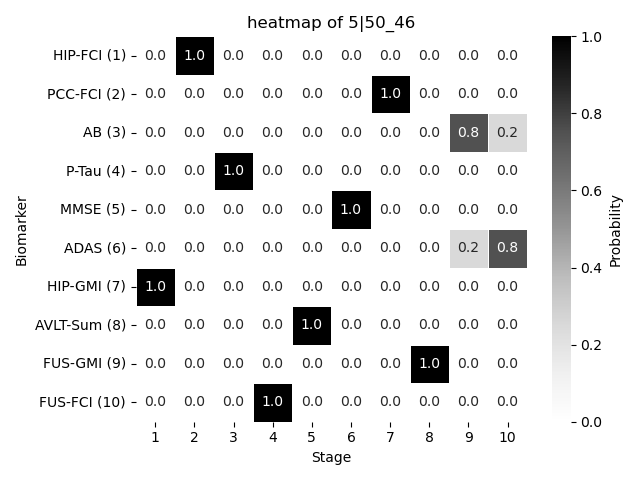 heatmap of 5|50_46
HIP-FCI (1) 0.0 1.0 0.0 0.0 0.0 0.0 0.0 0.0 0.0 0.0
PCC-FCI (2) 0.0 0.0 0.0 0.0 0.0 0.0 1.0 0.0 0.0 0.0
AB (3) 0.0 0.0 0.0 0.0 0.0 0.0 0.0 0.0 0.8 0.2
P-Tau (4) 0.0 0.0 1.0 0.0 0.0 0.0 0.0 0.0 0.0 0.0
MMSE (5) 0.0 0.0 0.0 0.0 0.0 1.0 0.0 0.0 0.0 0.0
ADAS (6) 0.0 0.0 0.0 0.0 0.0 0.0 0.0 0.0 0.2 0.8
HIP-GMI (7) 1.0 0.0 0.0 0.0 0.0 0.0 0.0 0.0 0.0 0.0
AVLT-Sum (8) 0.0 0.0 0.0 0.0 1.0 0.0 0.0 0.0 0.0 0.0
FUS-GMI (9) 0.0 0.0 0.0 0.0 0.0 0.0 0.0 1.0 0.0 0.0
FUS-FCI (10) 0.0 0.0 0.0 1.0 0.0 0.0 0.0 0.0 0.0 0.0
1 2 3 4 5 6 7 8 9 10
Stage
Biomarker
1.0
0.8
0.6
0.4
0.2
0.0
Probability